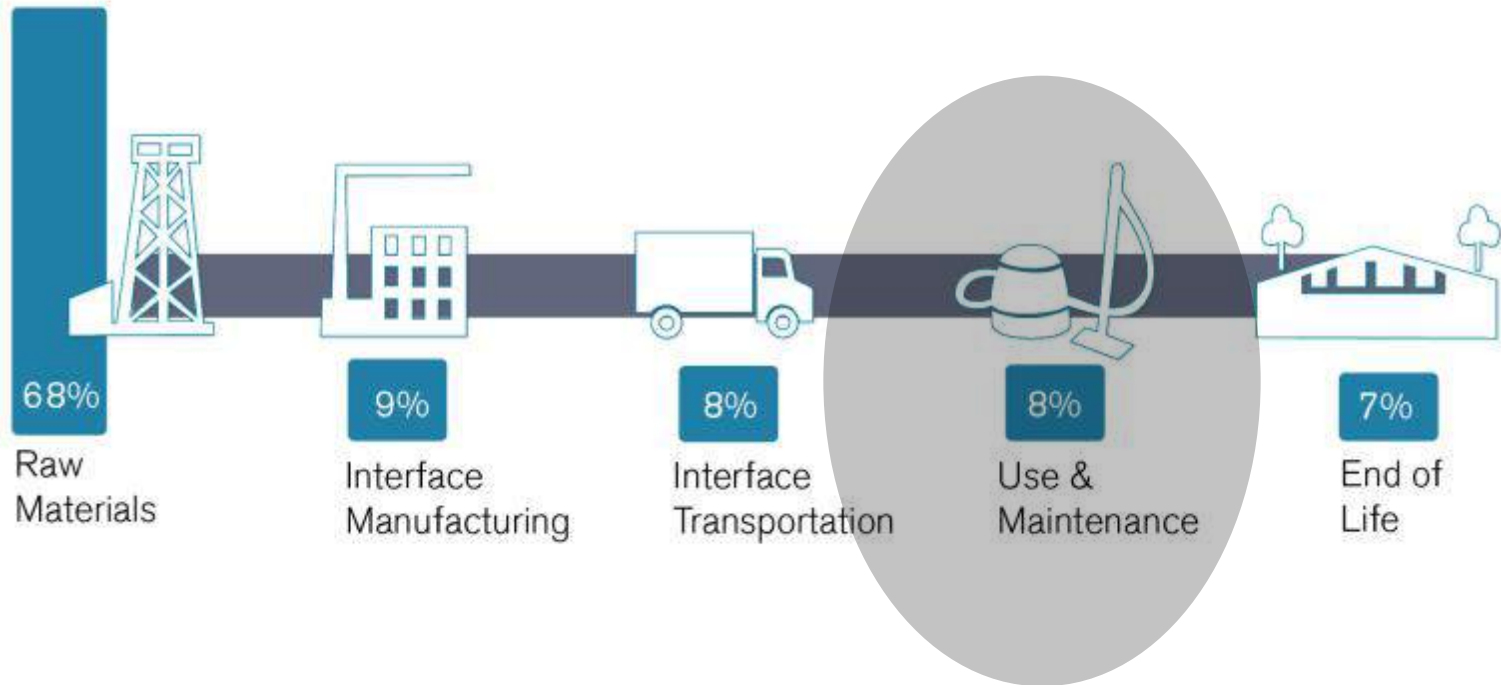 68%
Raw
Materials
9%
Interface
Manufacturing
8%
Interface
Transportation
8%
Use &
Maintenance
7%
End of
Life